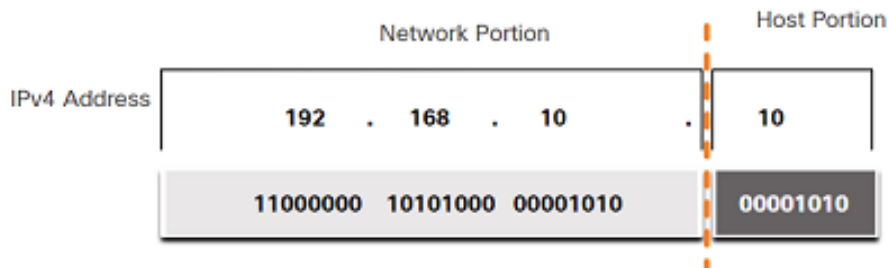 Network Portion
Host Portion
IPv4 Address
192 . 168 . 10 . 10
11000000 10101000 00001010 00001010